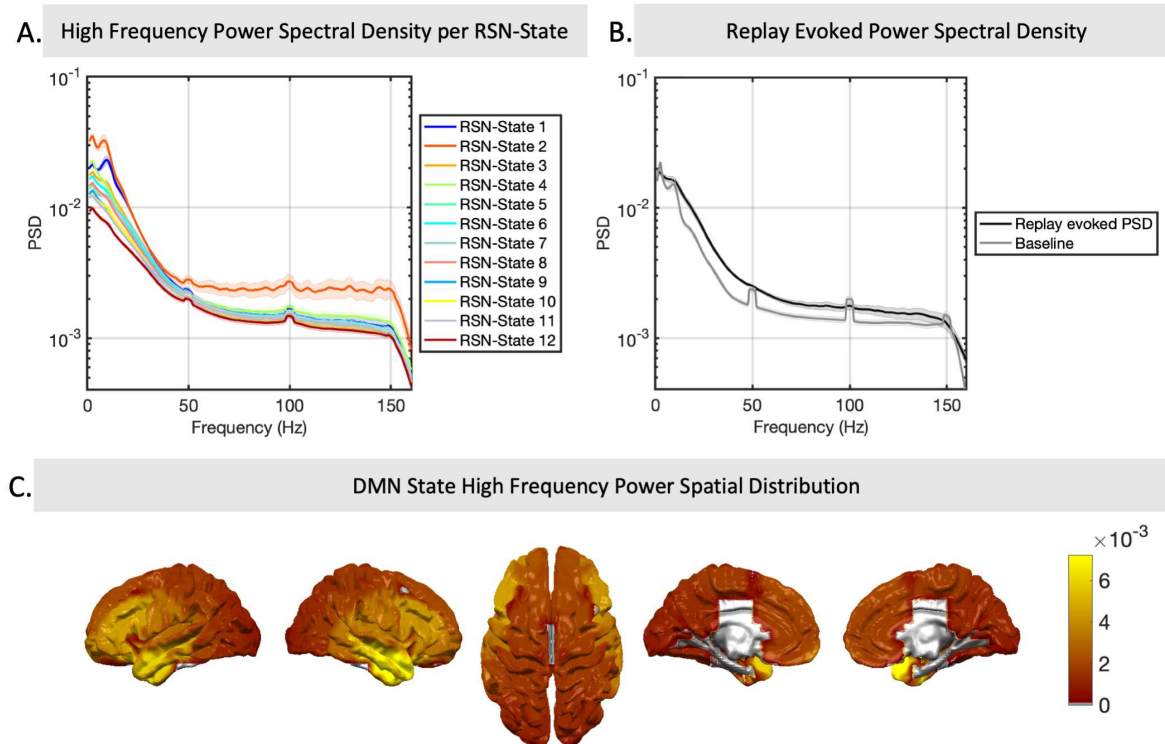 A.
High Frequency Power Spectral Density per RSN-State
10⁻¹
10⁻²
10⁻³
PSD
0 50 100 150
Frequency (Hz)
RSN-State 1
RSN-State 2
RSN-State 3
RSN-State 4
RSN-State 5
RSN-State 6
RSN-State 7
RSN-State 8
RSN-State 9
RSN-State 10
RSN-State 11
RSN-State 12
B.
Replay Evoked Power Spectral Density
10⁻¹
10⁻²
10⁻³
PSD
0 50 100 150
Frequency (Hz)
Replay evoked PSD
Baseline
C.
DMN State High Frequency Power Spatial Distribution
×10⁻³
6
4
2
0